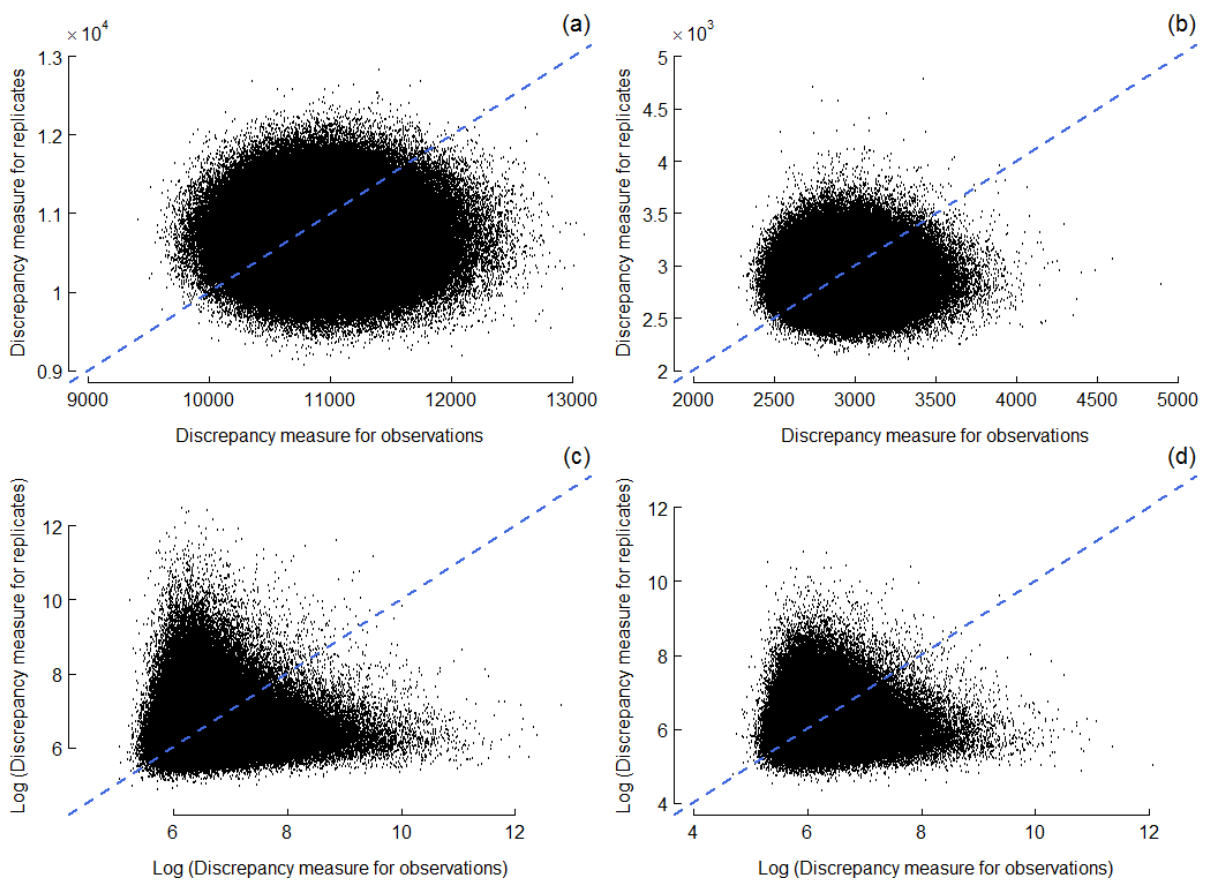 (a)
× 10⁴
1.3
1.2
1.1
1
0.9
Discrepancy measure for replicates)
9000 10000 11000 12000 13000
Discrepancy measure for observations
(b)
× 10³
5
4.5
4
3.5
3
2.5
2
Discrepancy measure for replicates)
2000 2500 3000 3500 4000 4500 5000
Discrepancy measure for observations
(c)
12
10
8
6
Log (Discrepancy measure for replicates)
6 8 10 12
Log (Discrepancy measure for observations)
(d)
12
10
8
6
4
Log (Discrepancy measure for replicates)
4 6 8 10 12
Log (Discrepancy measure for observations)